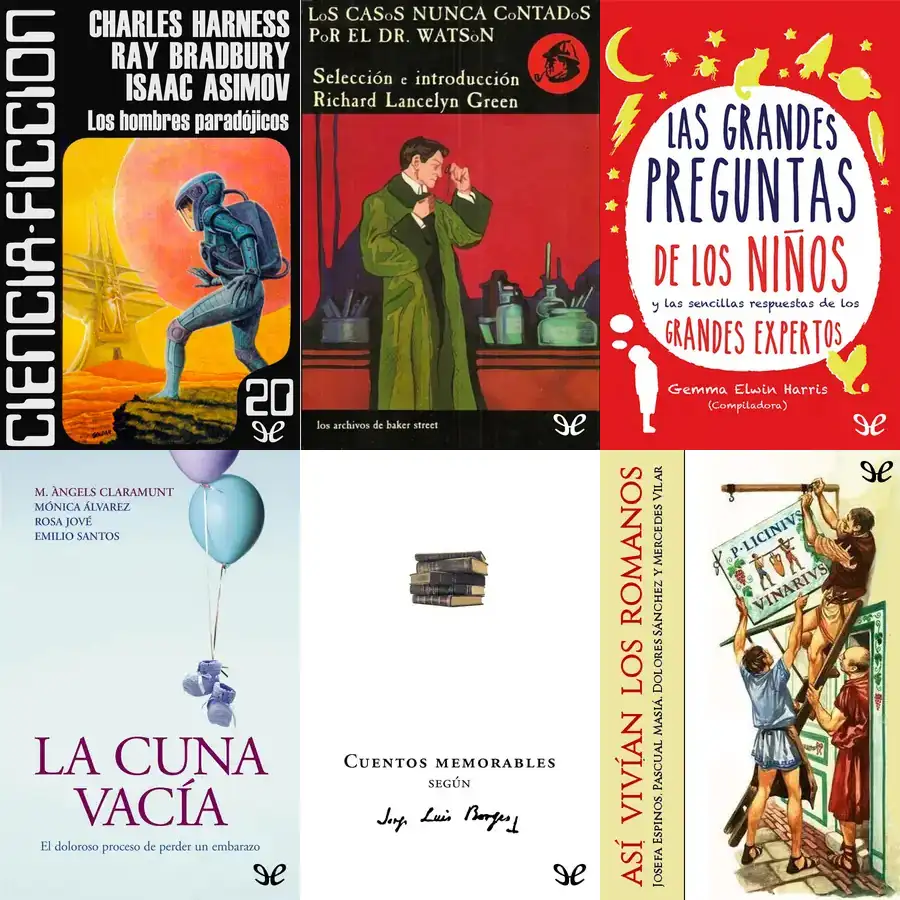 CIENCIA-FICCION
CHARLES HARNESS
RAY BRADBURY
ISAAC ASIMOV
Los hombres paradójicos
20
LoS CASoS NUNCA CoNTADoS
PoR EL DR. WATSoN
Selección e introducción
Richard Lancelyn Green
los archivos de baker street
LAS GRANDES
PREGUNTAS
DE LOS NIÑOS
y las sencillas respuestas de los
GRANDES EXPERTOS
Gemma Elwin Harris
(Compiladora)
M. ÀNGELS CLARAMUNT
MÓNICA ÁLVAREZ
ROSA JOVÉ
EMILIO SANTOS
LA CUNA
VACÍA
El doloroso proceso de perder un embarazo
CUENTOS MEMORABLES
SEGÚN
Jorge Luis Borges
ASÍ VIVÍAN LOS ROMANOS
JOSEFA ESPINOS, PASCUAL MASIÁ, DOLORES SÁNCHEZ Y MERCEDES VILAR
P·LICINIVS
VINARIVS